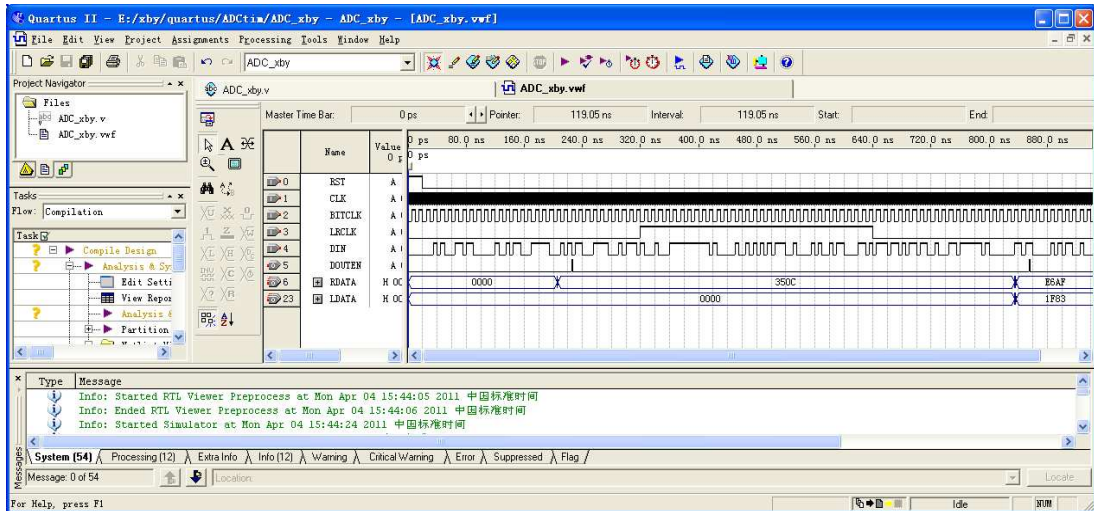 Quartus II - E:/xby/quartus/ADCtim/ADC_xby - ADC_xby - [ADC_xby.vwf]
File Edit View Project Assignments Processing Tools Window Help
ADC_xby
Project Navigator
Files
ADC_xby.v
ADC_xby.vwf
Tasks
Flow: Compilation
Task
Compile Design
Analysis & Sy
Edit Setti
View Repor
Analysis &
Partition
ADC_xby.v
ADC_xby.vwf
Master Time Bar: 0 ps Pointer: 119.05 ns Interval: 119.05 ns Start: End:
Name Value 0 p
0 ps 80.0 ns 160.0 ns 240.0 ns 320.0 ns 400.0 ns 480.0 ns 560.0 ns 640.0 ns 720.0 ns 800.0 ns 880.0 ns
0 ps
0 RST A
1 CLK A
2 BITCLK A
3 LRCLK A
4 DIN A
5 DOUTEN A
6 RDATA H 0C 0000 350C E6AF
23 LDATA H 0C 0000 1F83
Type Message
Info: Started RTL Viewer Preprocess at Mon Apr 04 15:44:05 2011 中国标准时间
Info: Ended RTL Viewer Preprocess at Mon Apr 04 15:44:06 2011 中国标准时间
Info: Started Simulator at Mon Apr 04 15:44:24 2011 中国标准时间
Messages
System (54) Processing (12) Extra Info Info (12) Warning Critical Warning Error Suppressed Flag
Message: 0 of 54 Location: Locate
For Help, press F1 Idle NUM